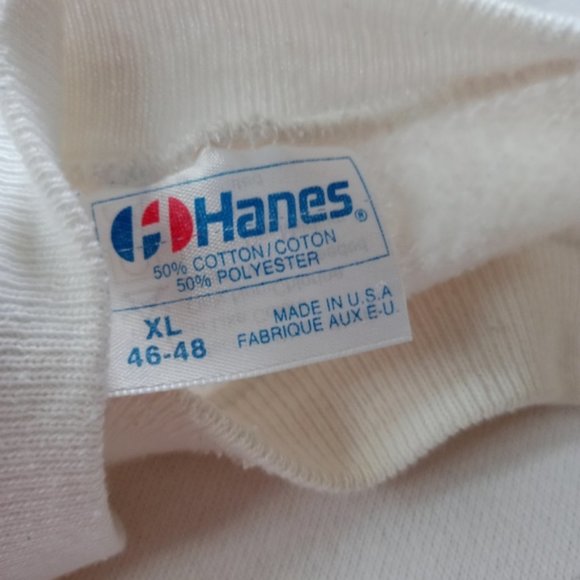 Hanes®
50% COTTON/COTON
50% POLYESTER
XL
46-48
MADE IN U.S.A
FABRIQUE AUX E-U.